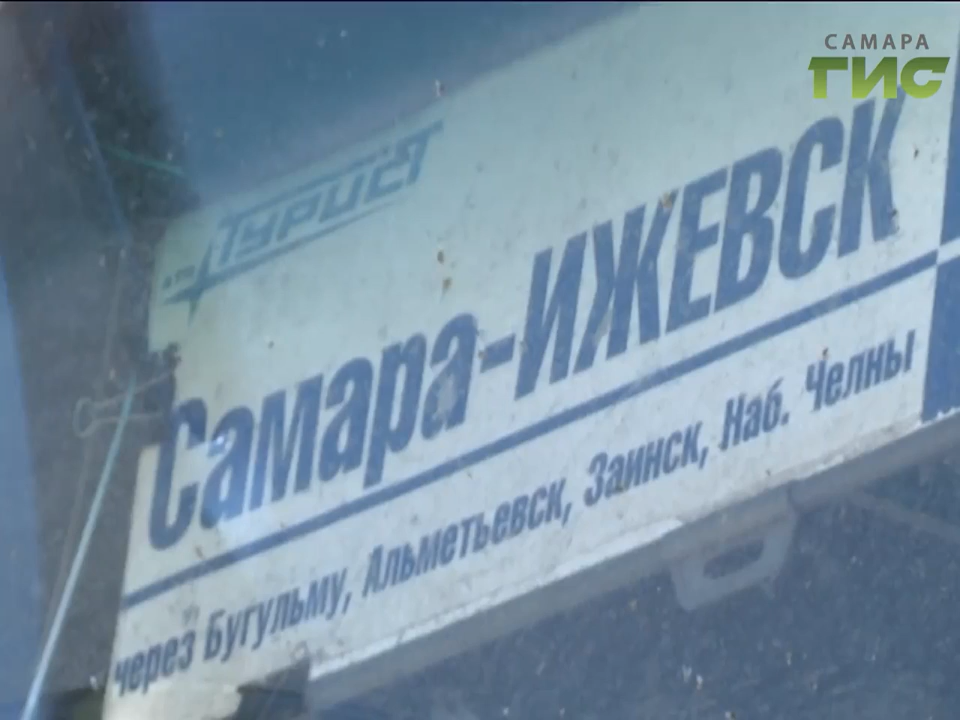 САМАРА
ГИС
ТУРИСТ
Самара-ИЖЕВСК
через Бугульму, Альметьевск, Заинск, Наб. Челны